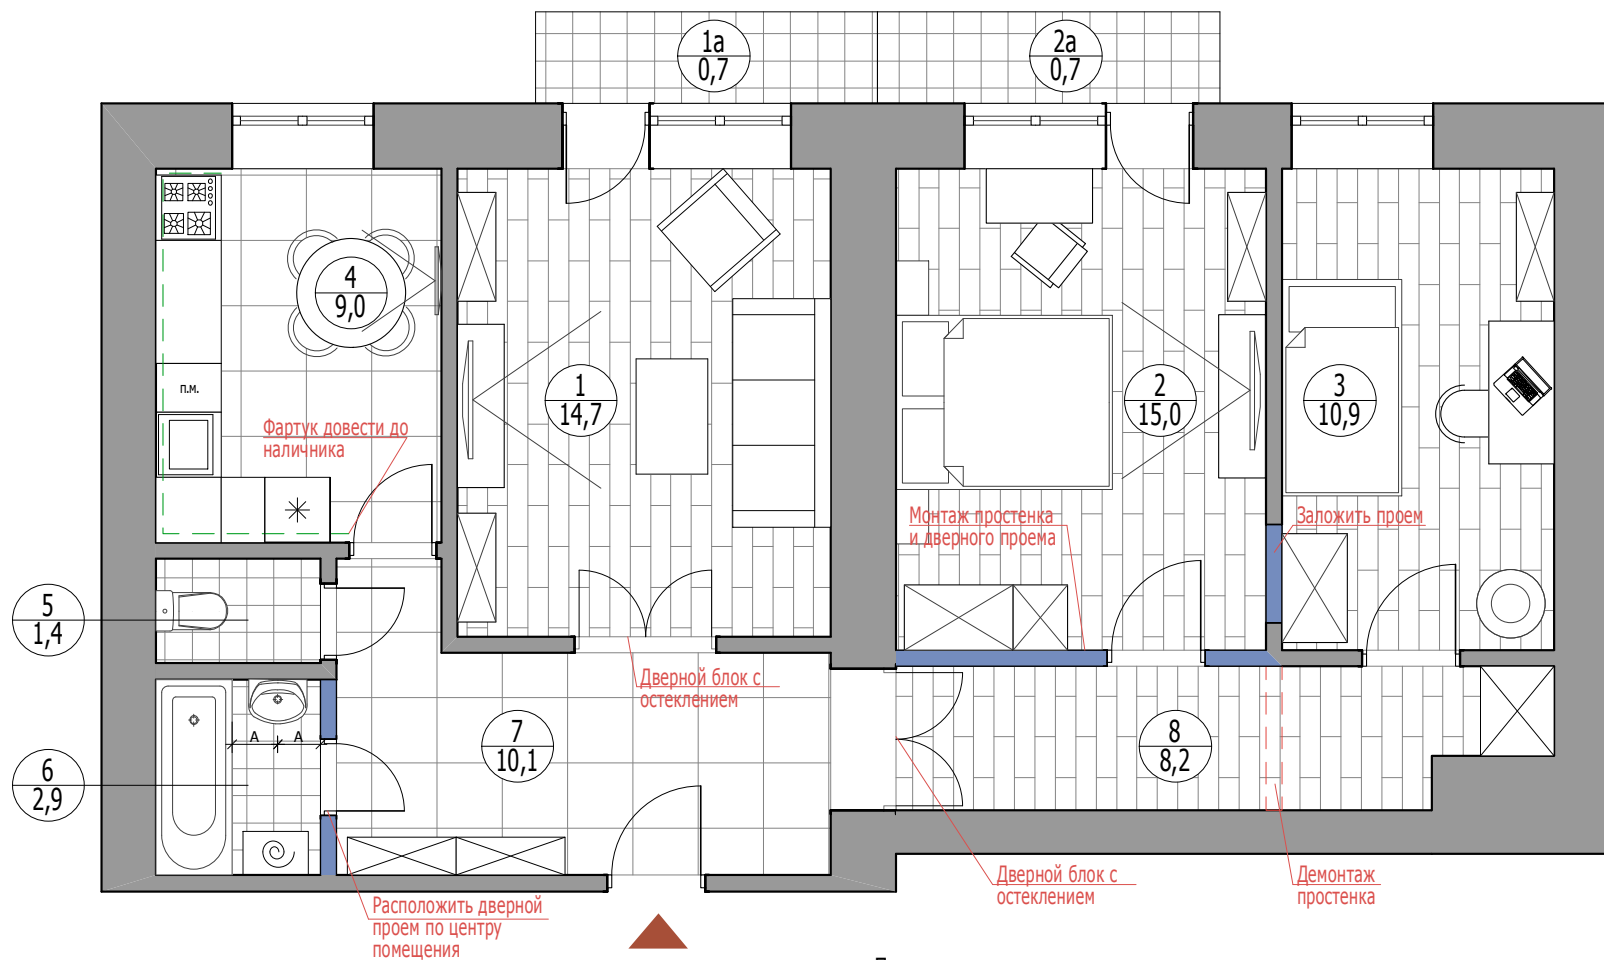 1а
0,7
2а
0,7
4
9,0
1
14,7
2
15,0
3
10,9
п.м.
Фартук довести до
наличника
Монтаж простенка
и дверного проема
Заложить проем
5
1,4
Дверной блок с
остеклением
7
10,1
8
8,2
А
А
6
2,9
Дверной блок с
остеклением
Демонтаж
простенка
Расположить дверной
проем по центру
помещения